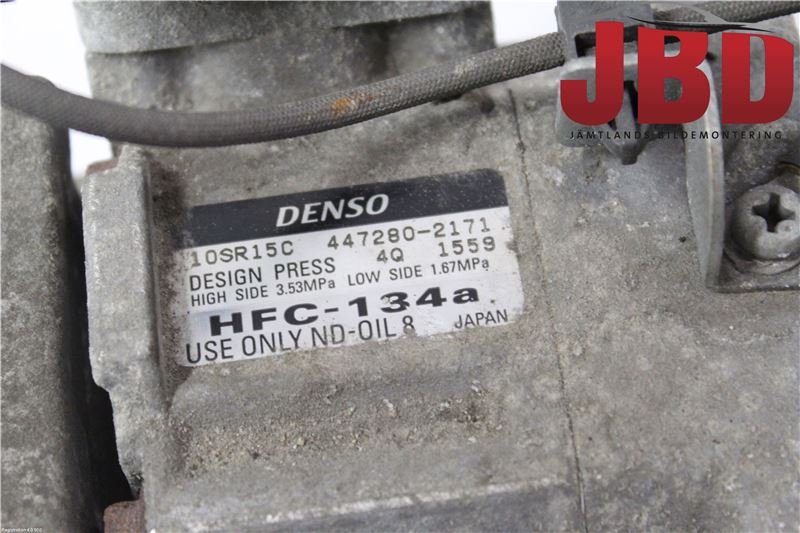 JBD
JÄMTLANDS BILDEMONTERING
DENSO
10SR15C 447280-2171
DESIGN PRESS 4Q 1559
HIGH SIDE 3.53MPa LOW SIDE 1.67MPa
HFC-134a
USE ONLY ND-OIL 8 JAPAN